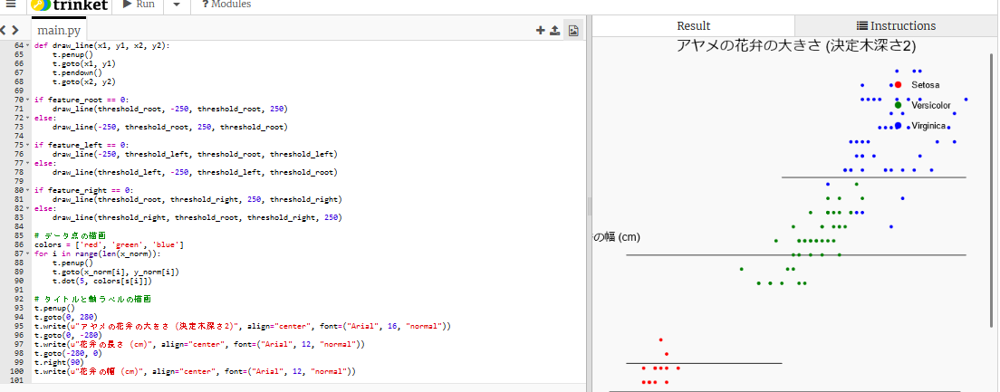 trinket
Run
? Modules
main.py
Result
Instructions
64 def draw_line(x1, y1, x2, y2):
65 t.penup()
66 t.goto(x1, y1)
67 t.pendown()
68 t.goto(x2, y2)
69
70 if feature_root == 0:
71 draw_line(threshold_root, -250, threshold_root, 250)
72 else:
73 draw_line(-250, threshold_root, 250, threshold_root)
74
75 if feature_left == 0:
76 draw_line(-250, threshold_left, threshold_root, threshold_left)
77 else:
78 draw_line(threshold_left, -250, threshold_left, threshold_root)
79
80 if feature_right == 0:
81 draw_line(threshold_root, threshold_right, 250, threshold_right)
82 else:
83 draw_line(threshold_right, threshold_root, threshold_right, 250)
84
85 # データ点の描画
86 colors = ['red', 'green', 'blue']
87 for i in range(len(x_norm)):
88 t.penup()
89 t.goto(x_norm[i], y_norm[i])
90 t.dot(5, colors[s[i]])
91
92 # タイトルと軸ラベルの描画
93 t.penup()
94 t.goto(0, 280)
95 t.write(u"アヤメの花弁の大きさ (決定木深さ2)", align="center", font=("Arial", 16, "normal"))
96 t.goto(0, -280)
97 t.write(u"花弁の長さ (cm)", align="center", font=("Arial", 12, "normal"))
98 t.goto(-280, 0)
99 t.right(90)
100 t.write(u"花弁の幅 (cm)", align="center", font=("Arial", 12, "normal"))
101
アヤメの花弁の大きさ (決定木深さ2)
Setosa
Versicolor
Virginica
の幅 (cm)